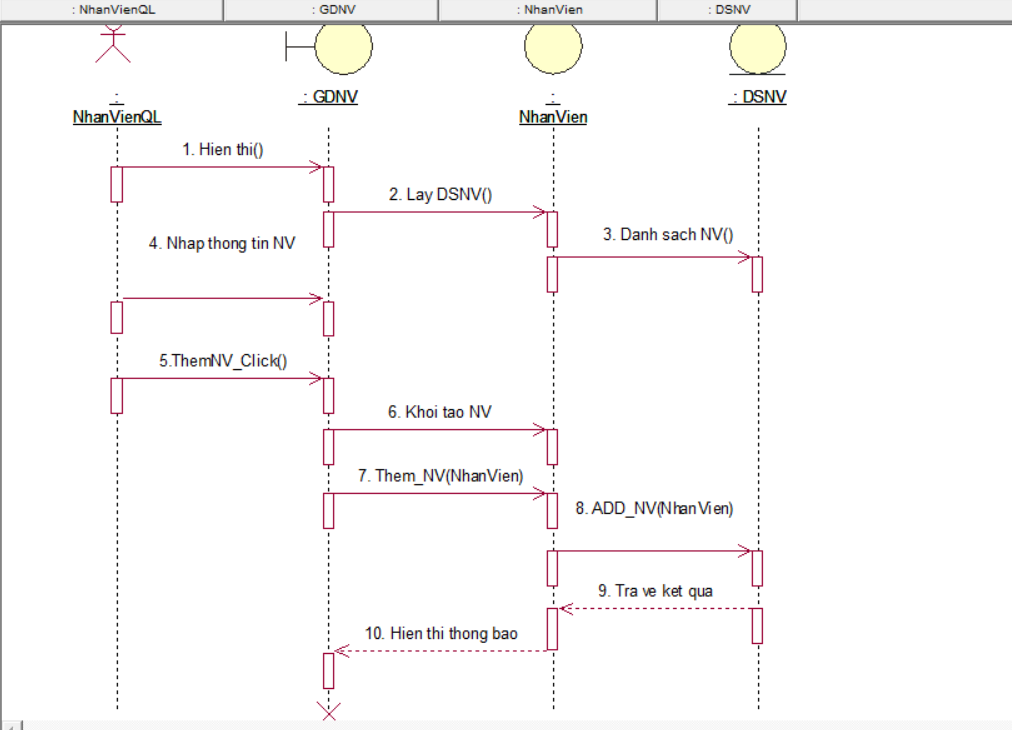 : NhanVienQL
: GDNV
: NhanVien
: DSNV
:
NhanVienQL
: GDNV
:
NhanVien
: DSNV
1. Hien thi()
2. Lay DSNV()
3. Danh sach NV()
4. Nhap thong tin NV
5.ThemNV_Click()
6. Khoi tao NV
7. Them_NV(NhanVien)
8. ADD_NV(NhanVien)
9. Tra ve ket qua
10. Hien thi thong bao